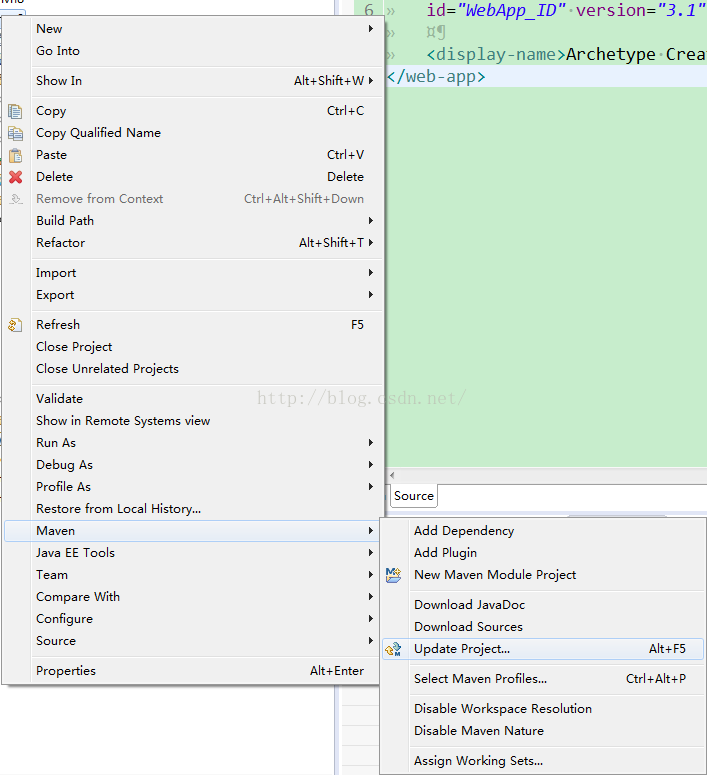 6 » id="WebApp_ID"·version="3.1"
» ¤¶
» <display-name>Archetype·Crea
</web-app>
New
Go Into
Show In Alt+Shift+W
Copy Ctrl+C
Copy Qualified Name
Paste Ctrl+V
Delete Delete
Remove from Context Ctrl+Alt+Shift+Down
Build Path
Refactor Alt+Shift+T
Import
Export
Refresh F5
Close Project
Close Unrelated Projects
Validate
http://blog.csdn.net/
Show in Remote Systems view
Run As
Debug As
Profile As
Restore from Local History...
Maven
Java EE Tools
Team
Compare With
Configure
Source
Properties Alt+Enter
Source
Add Dependency
Add Plugin
New Maven Module Project
Download JavaDoc
Download Sources
Update Project... Alt+F5
Select Maven Profiles... Ctrl+Alt+P
Disable Workspace Resolution
Disable Maven Nature
Assign Working Sets...